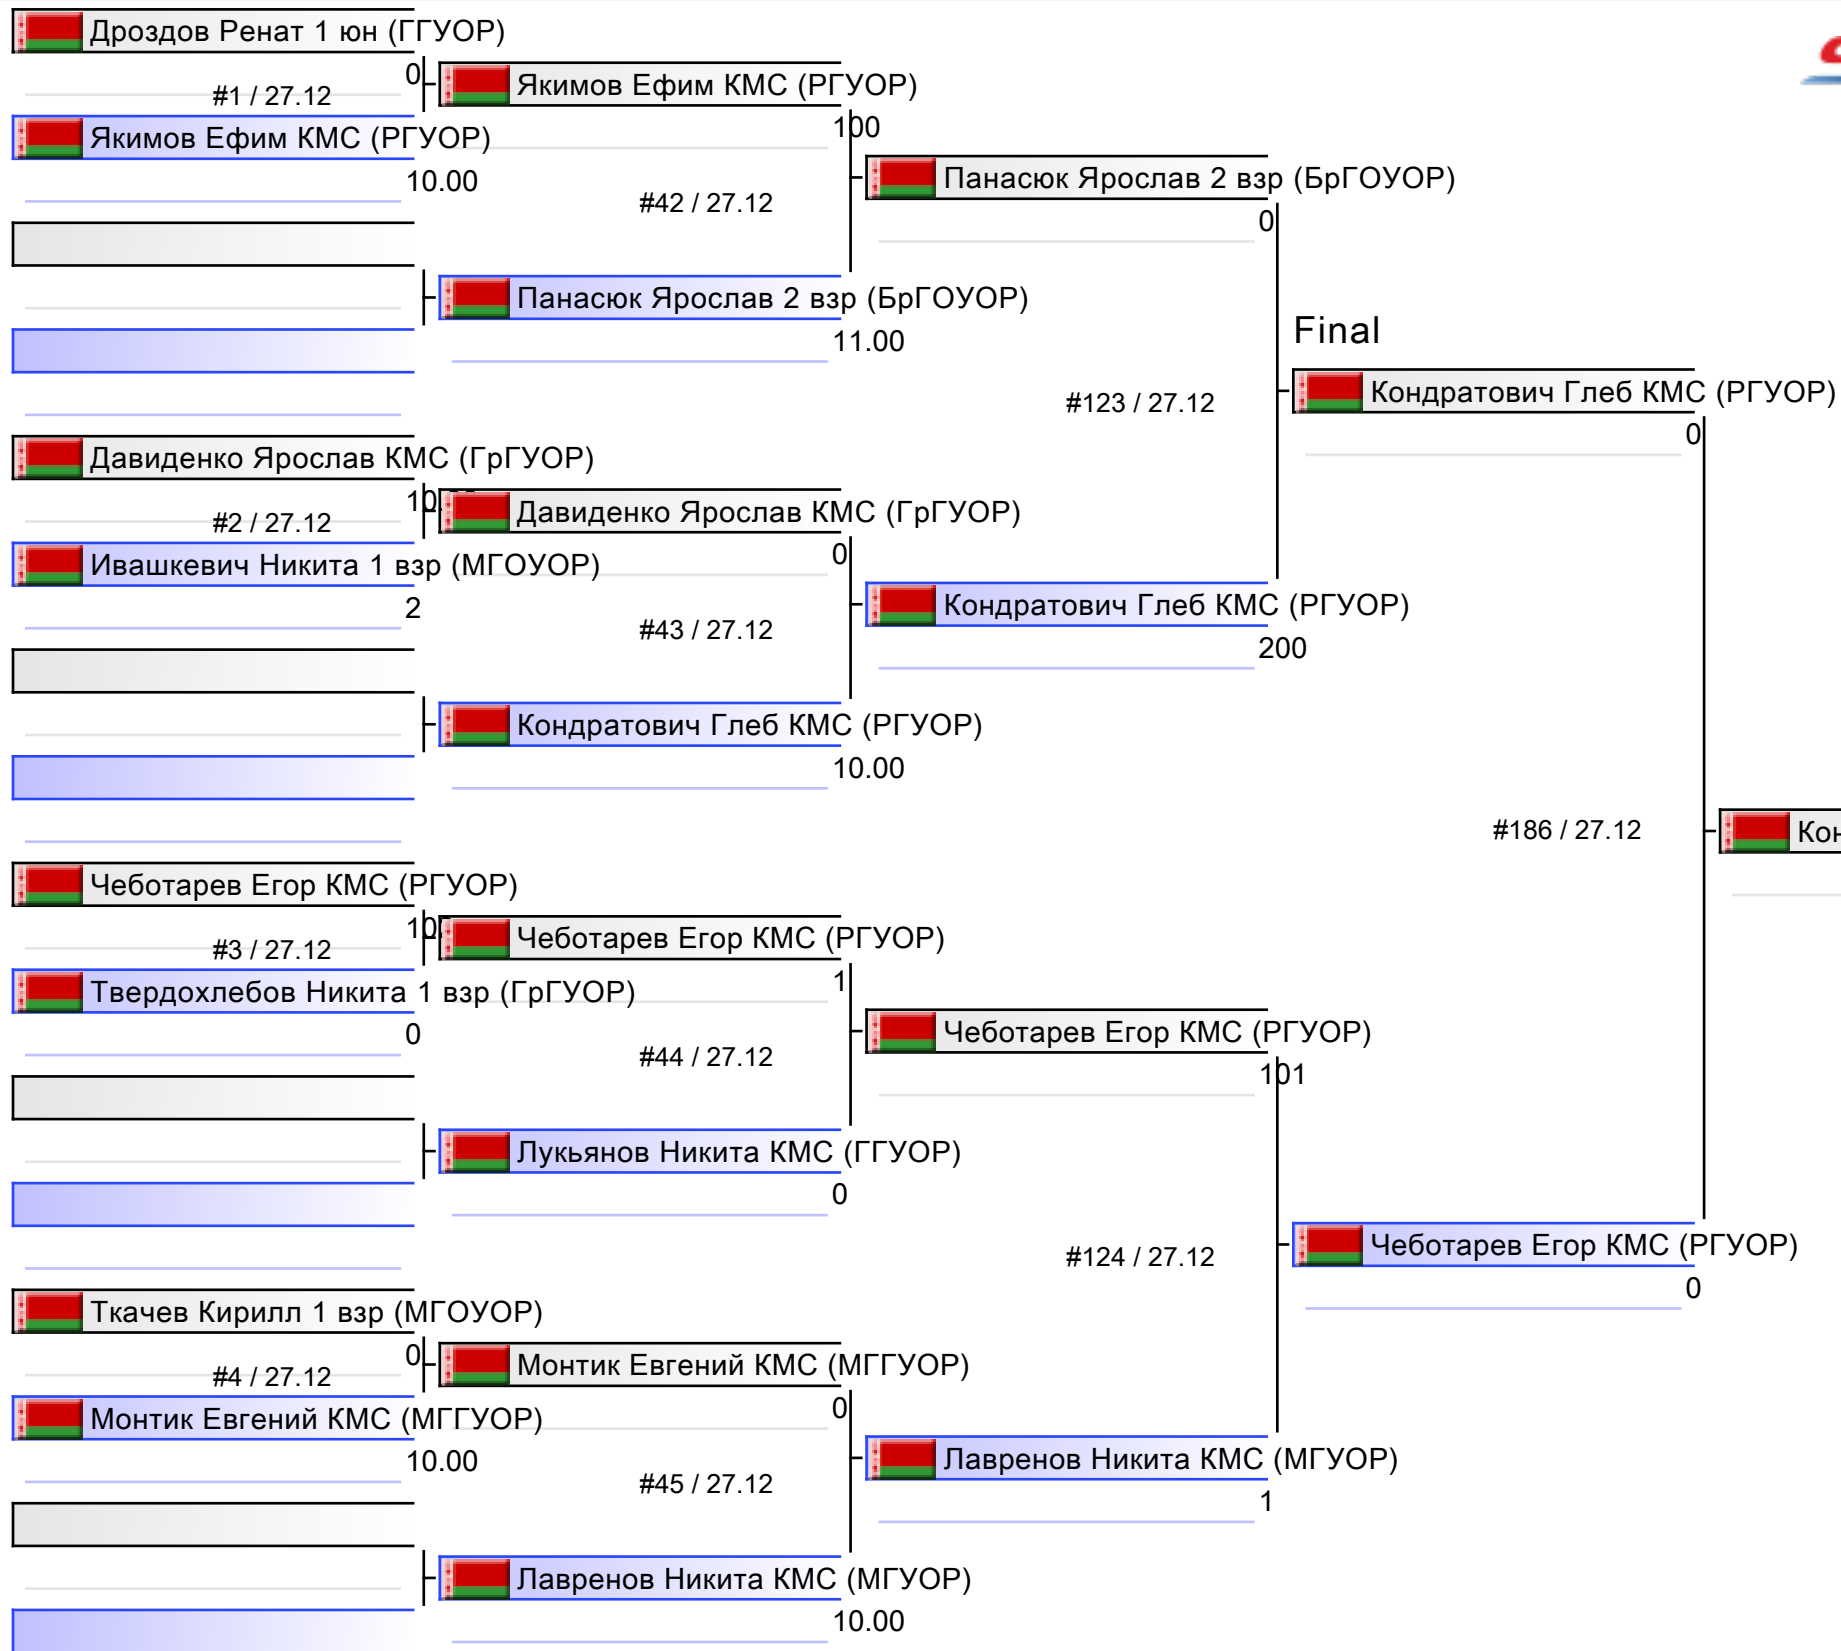 Дроздов Ренат 1 юн (ГГУОР)
0
#1 / 27.12
Якимов Ефим КМС (РГУОР)
10.00
Якимов Ефим КМС (РГУОР)
100
#42 / 27.12
Панасюк Ярослав 2 взр (БрГОУОР)
11.00
Панасюк Ярослав 2 взр (БрГОУОР)
0
#123 / 27.12
Final
Кондратович Глеб КМС (РГУОР)
0
Давиденко Ярослав КМС (ГрГУОР)
#2 / 27.12
Ивашкевич Никита 1 взр (МГОУОР)
2
Давиденко Ярослав КМС (ГрГУОР)
0
#43 / 27.12
Кондратович Глеб КМС (РГУОР)
10.00
Кондратович Глеб КМС (РГУОР)
200
#186 / 27.12
Кон
Чеботарев Егор КМС (РГУОР)
#3 / 27.12
Твердохлебов Никита 1 взр (ГрГУОР)
0
Чеботарев Егор КМС (РГУОР)
1
#44 / 27.12
Лукьянов Никита КМС (ГГУОР)
0
Чеботарев Егор КМС (РГУОР)
101
#124 / 27.12
Чеботарев Егор КМС (РГУОР)
0
Ткачев Кирилл 1 взр (МГОУОР)
0
#4 / 27.12
Монтик Евгений КМС (МГГУОР)
10.00
Монтик Евгений КМС (МГГУОР)
0
#45 / 27.12
Лавренов Никита КМС (МГУОР)
10.00
Лавренов Никита КМС (МГУОР)
1